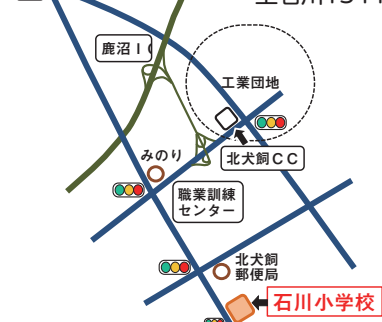 鹿沼IC
工業団地
みのり
北犬飼CC
職業訓練
センター
北犬飼
郵便局
石川小学校